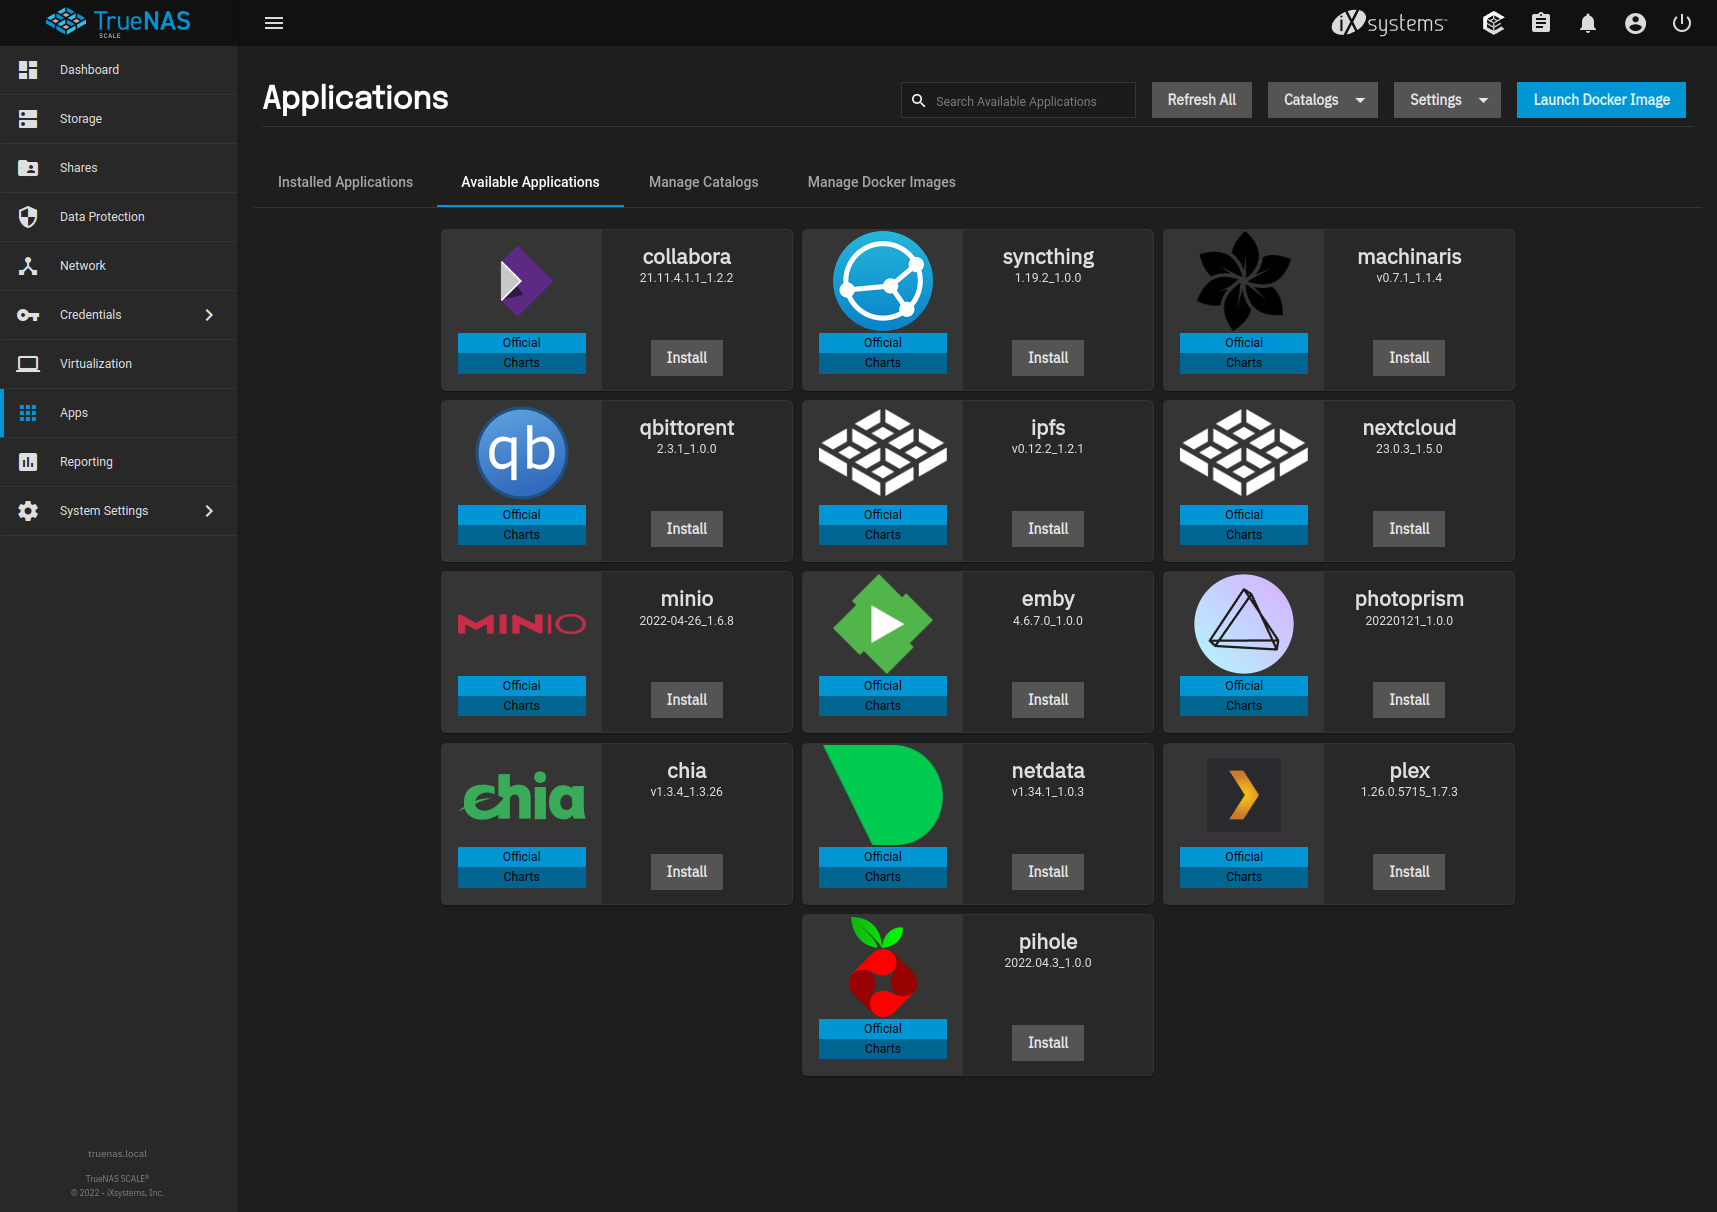 TrueNAS
SCALE
iXsystems
Dashboard
Storage
Shares
Data Protection
Network
Credentials
Virtualization
Apps
Reporting
System Settings
truenas.local
TrueNAS SCALE®
© 2022 - iXsystems, Inc.
Applications
Search Available Applications
Refresh All
Catalogs
Settings
Launch Docker Image
Installed Applications
Available Applications
Manage Catalogs
Manage Docker Images
collabora
21.11.4.1.1_1.2.2
Official
Charts
Install
syncthing
1.19.2_1.0.0
Official
Charts
Install
machinaris
v0.7.1_1.1.4
Official
Charts
Install
qb
qbittorent
2.3.1_1.0.0
Official
Charts
Install
ipfs
v0.12.2_1.2.1
Official
Charts
Install
nextcloud
23.0.3_1.5.0
Official
Charts
Install
MINIO
minio
2022-04-26_1.6.8
Official
Charts
Install
emby
4.6.7.0_1.0.0
Official
Charts
Install
photoprism
20220121_1.0.0
Official
Charts
Install
chia
chia
v1.3.4_1.3.26
Official
Charts
Install
netdata
v1.34.1_1.0.3
Official
Charts
Install
plex
1.26.0.5715_1.7.3
Official
Charts
Install
pihole
2022.04.3_1.0.0
Official
Charts
Install